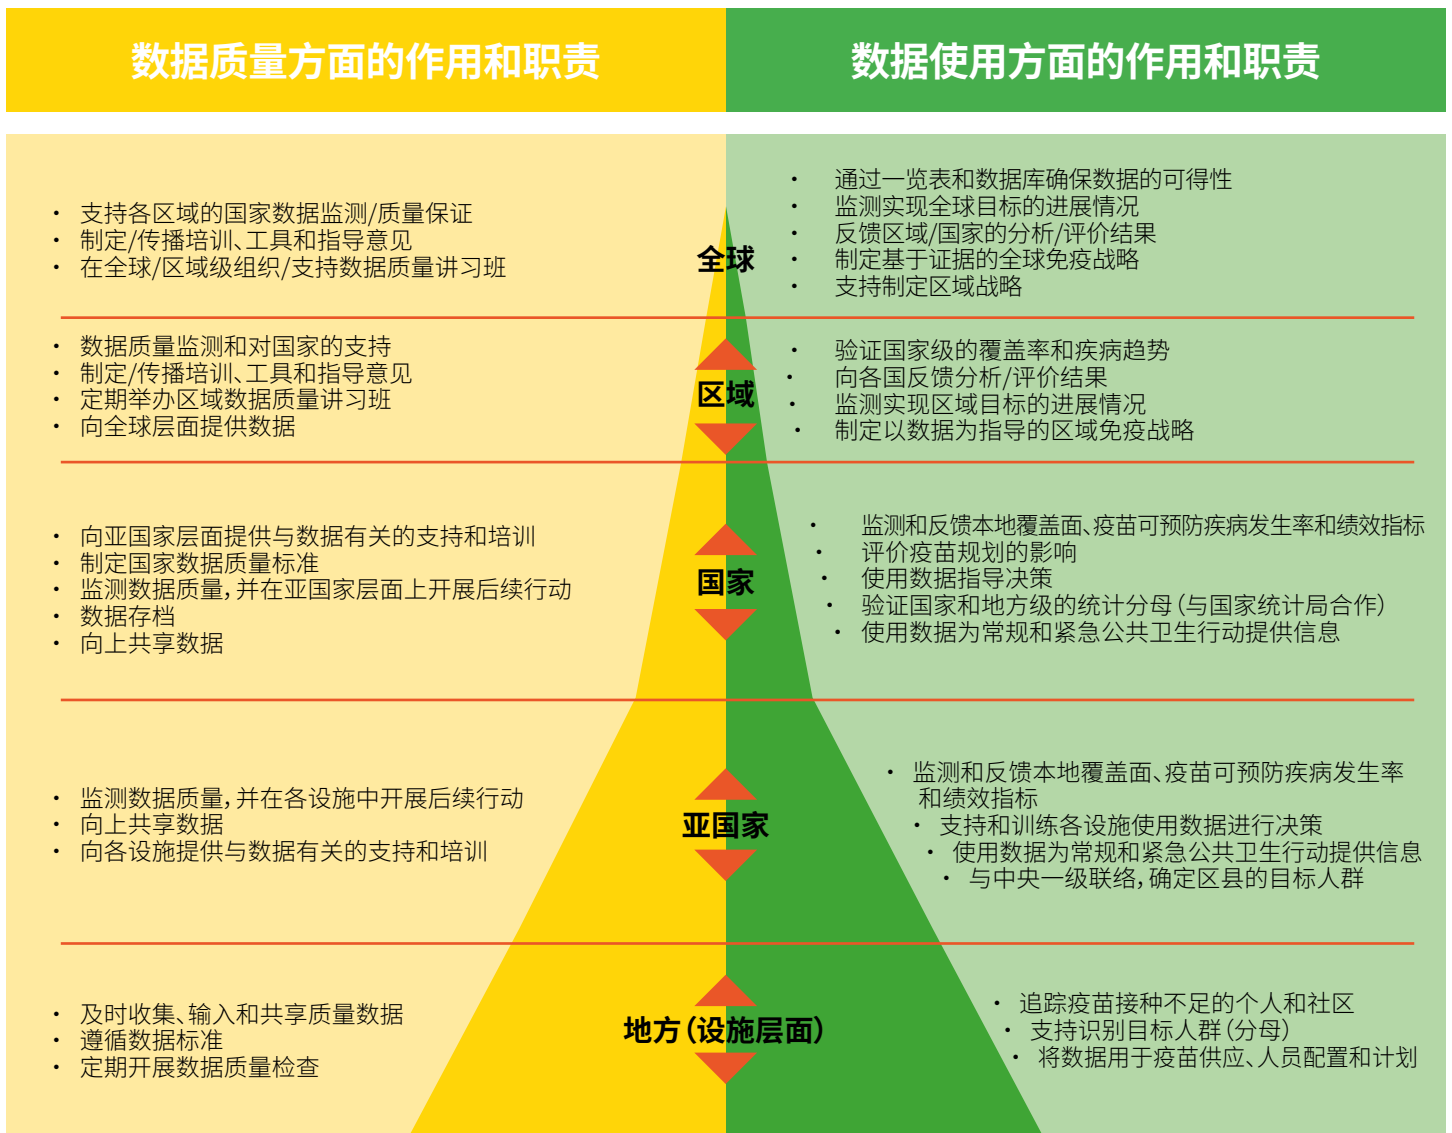 数据质量方面的作用和职责
数据使用方面的作用和职责
全球
• 支持各区域的国家数据监测/质量保证
• 制定/传播培训、工具和指导意见
• 在全球/区域级组织/支持数据质量讲习班
• 通过一览表和数据库确保数据的可得性
• 监测实现全球目标的进展情况
• 反馈区域/国家的分析/评价结果
• 制定基于证据的全球免疫战略
• 支持制定区域战略
区域
• 数据质量监测和对国家的支持
• 制定/传播培训、工具和指导意见
• 定期举办区域数据质量讲习班
• 向全球层面提供数据
• 验证国家级的覆盖率和疾病趋势
• 向各国反馈分析/评价结果
• 监测实现区域目标的进展情况
• 制定以数据为指导的区域免疫战略
国家
• 向亚国家层面提供与数据有关的支持和培训
• 制定国家数据质量标准
• 监测数据质量,并在亚国家层面上开展后续行动
• 数据存档
• 向上共享数据
• 监测和反馈本地覆盖面、疫苗可预防疾病发生率和绩效指标
• 评价疫苗规划的影响
• 使用数据指导决策
• 验证国家和地方级的统计分母(与国家统计局合作)
• 使用数据为常规和紧急公共卫生行动提供信息
亚国家
• 监测数据质量,并在各设施中开展后续行动
• 向上共享数据
• 向各设施提供与数据有关的支持和培训
• 监测和反馈本地覆盖面、疫苗可预防疾病发生率
和绩效指标
• 支持和训练各设施使用数据进行决策
• 使用数据为常规和紧急公共卫生行动提供信息
• 与中央一级联络,确定区县的目标人群
地方(设施层面)
• 及时收集、输入和共享质量数据
• 遵循数据标准
• 定期开展数据质量检查
• 追踪疫苗接种不足的个人和社区
• 支持识别目标人群(分母)
• 将数据用于疫苗供应、人员配置和计划